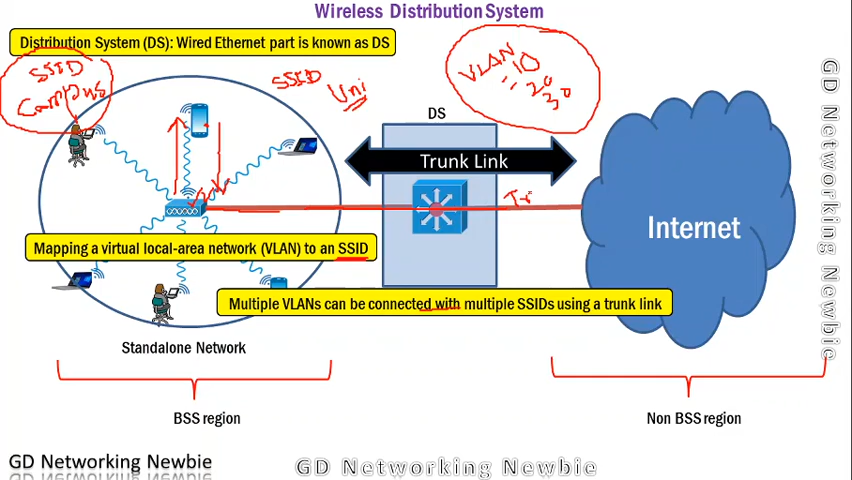 Wireless Distribution System
Distribution System (DS): Wired Ethernet part is known as DS
SSID
Campus
SSID
Uni
VLAN 10
" 20
30
DS
Trunk Link
Tr
Internet
Mapping a virtual local-area network (VLAN) to an SSID
Multiple VLANs can be connected with multiple SSIDs using a trunk link
Standalone Network
BSS region
Non BSS region
GD Networking Newbie
GD Networking Newbie
GD Networking Newbie